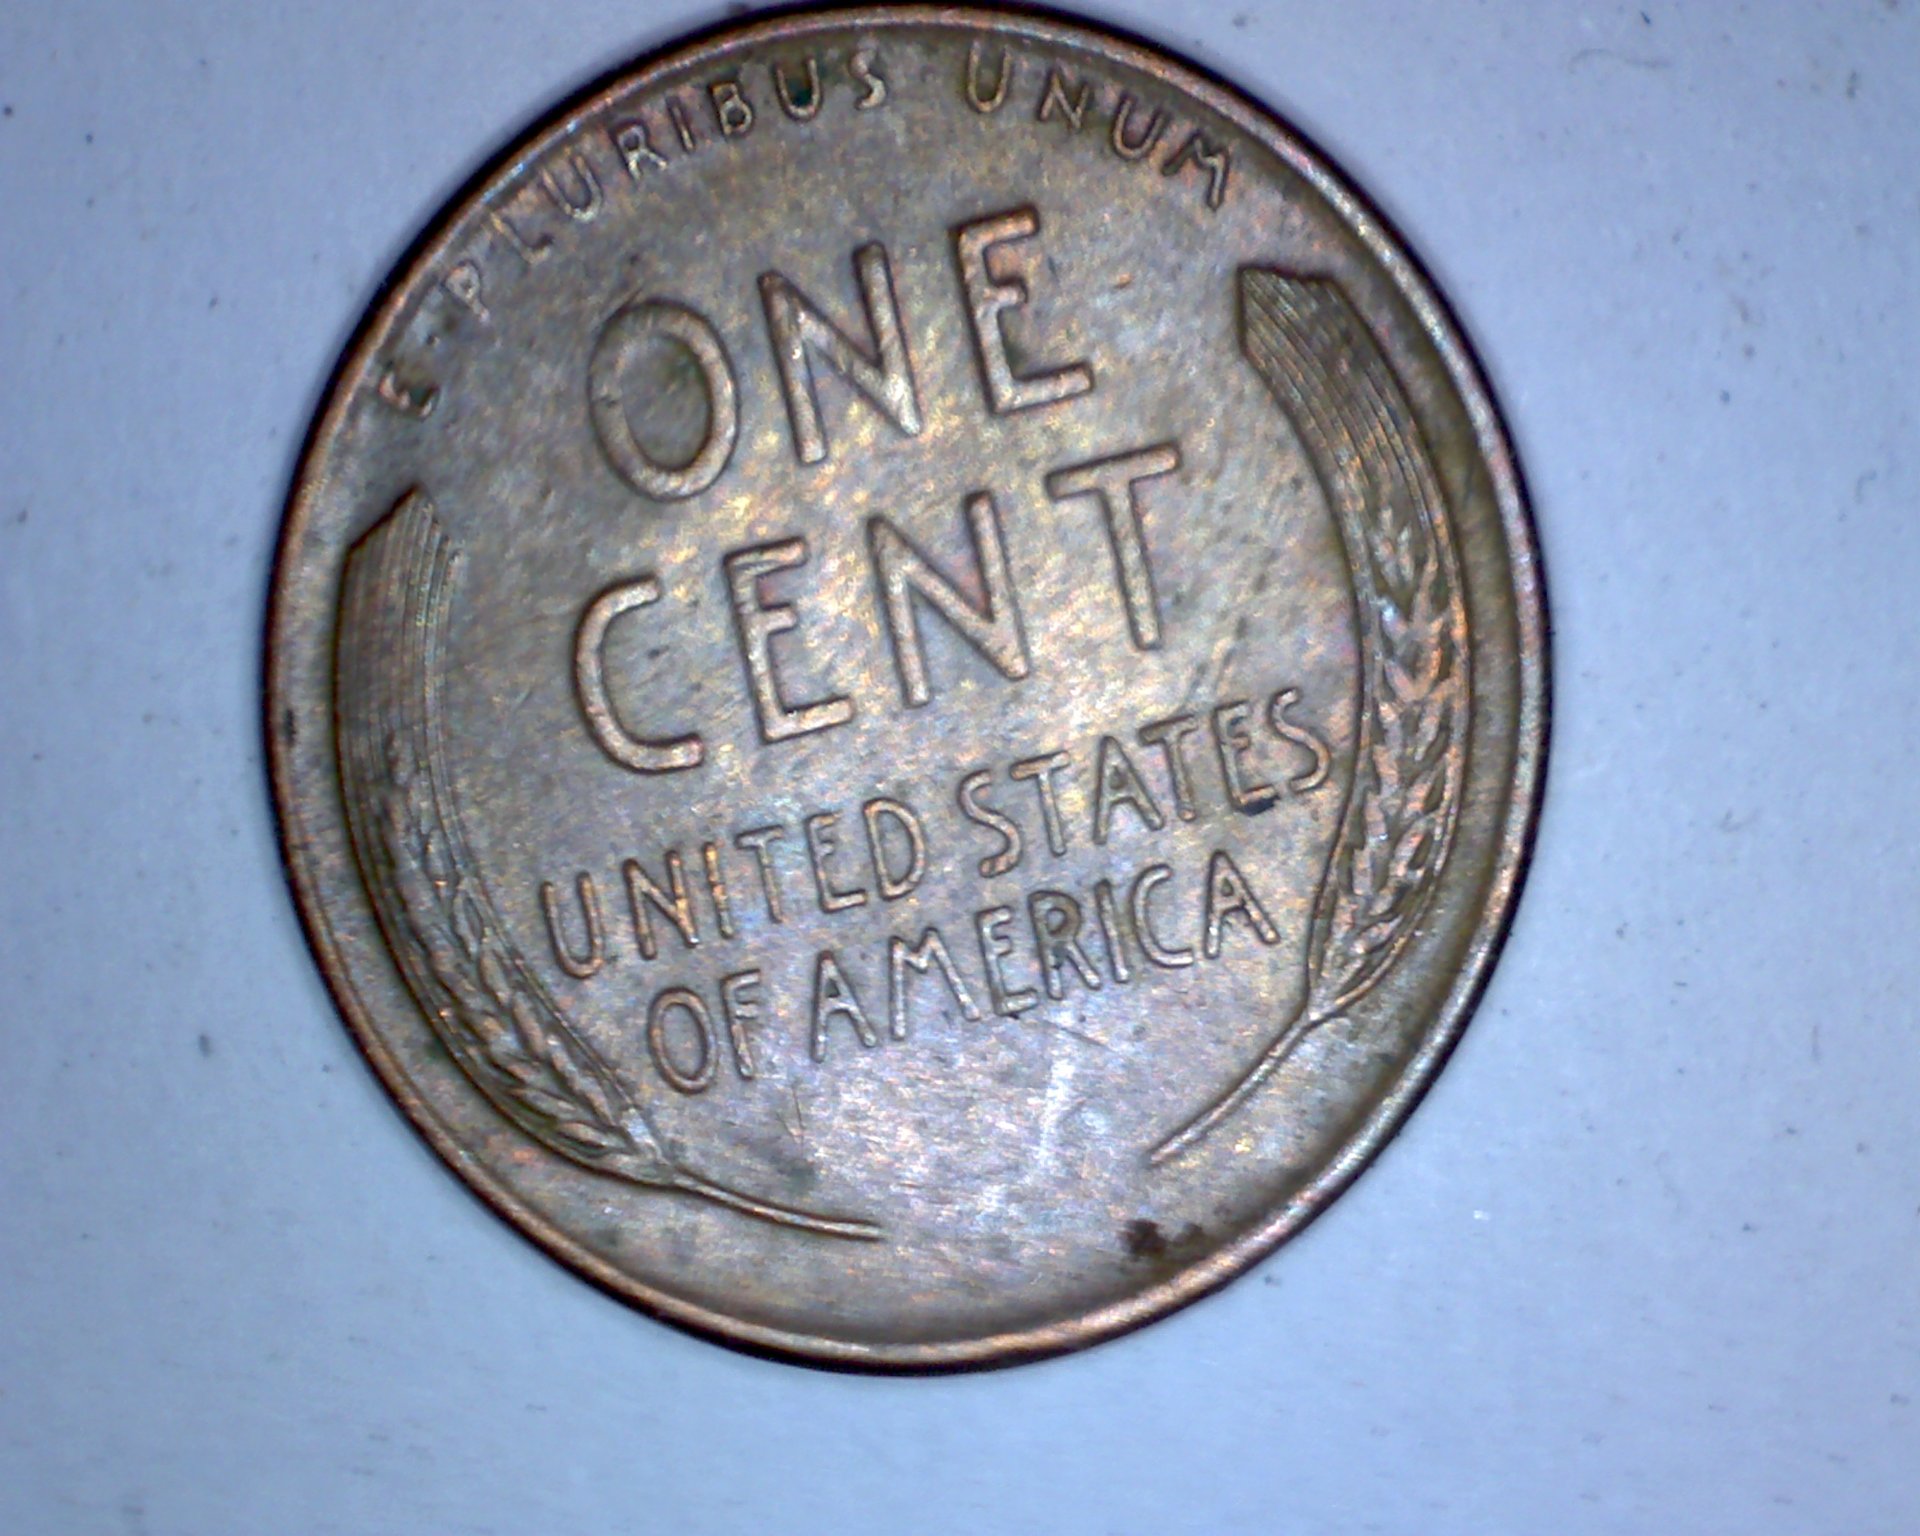 E·PLURIBUS UNUM
ONE
CENT
UNITED STATES
OF AMERICA